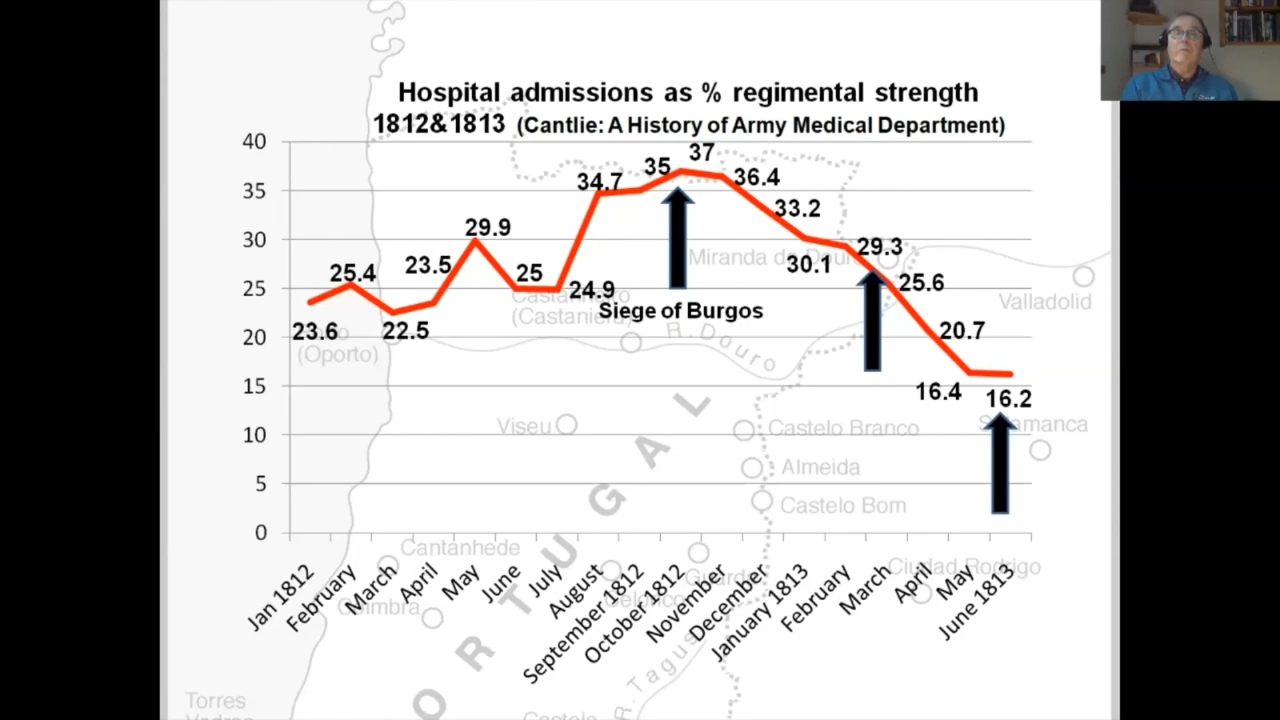 Hospital admissions as % regimental strength
1812&1813 (Cantlie: A History of Army Medical Department)
40
35
30
25
20
15
10
5
0
23.6
25.4
22.5
23.5
29.9
25
24.9
34.7
35
37
36.4
33.2
30.1
29.3
25.6
20.7
16.4
16.2
Siege of Burgos
Jan 1812
February
March
April
May
June
July
August
September 1812
October 1812
November
December
January 1813
February
March
April
May
June 1813
(Oporto)
Miranda do Douro
Valladolid
(Castaniera)
R. Douro
Viseu
PORTUGAL
Castelo Branco
Almeida
Castelo Bom
Cantanhede
Coimbra
Guarda
Celorico
Ciudad Rodrigo
R. Tagus
Torres